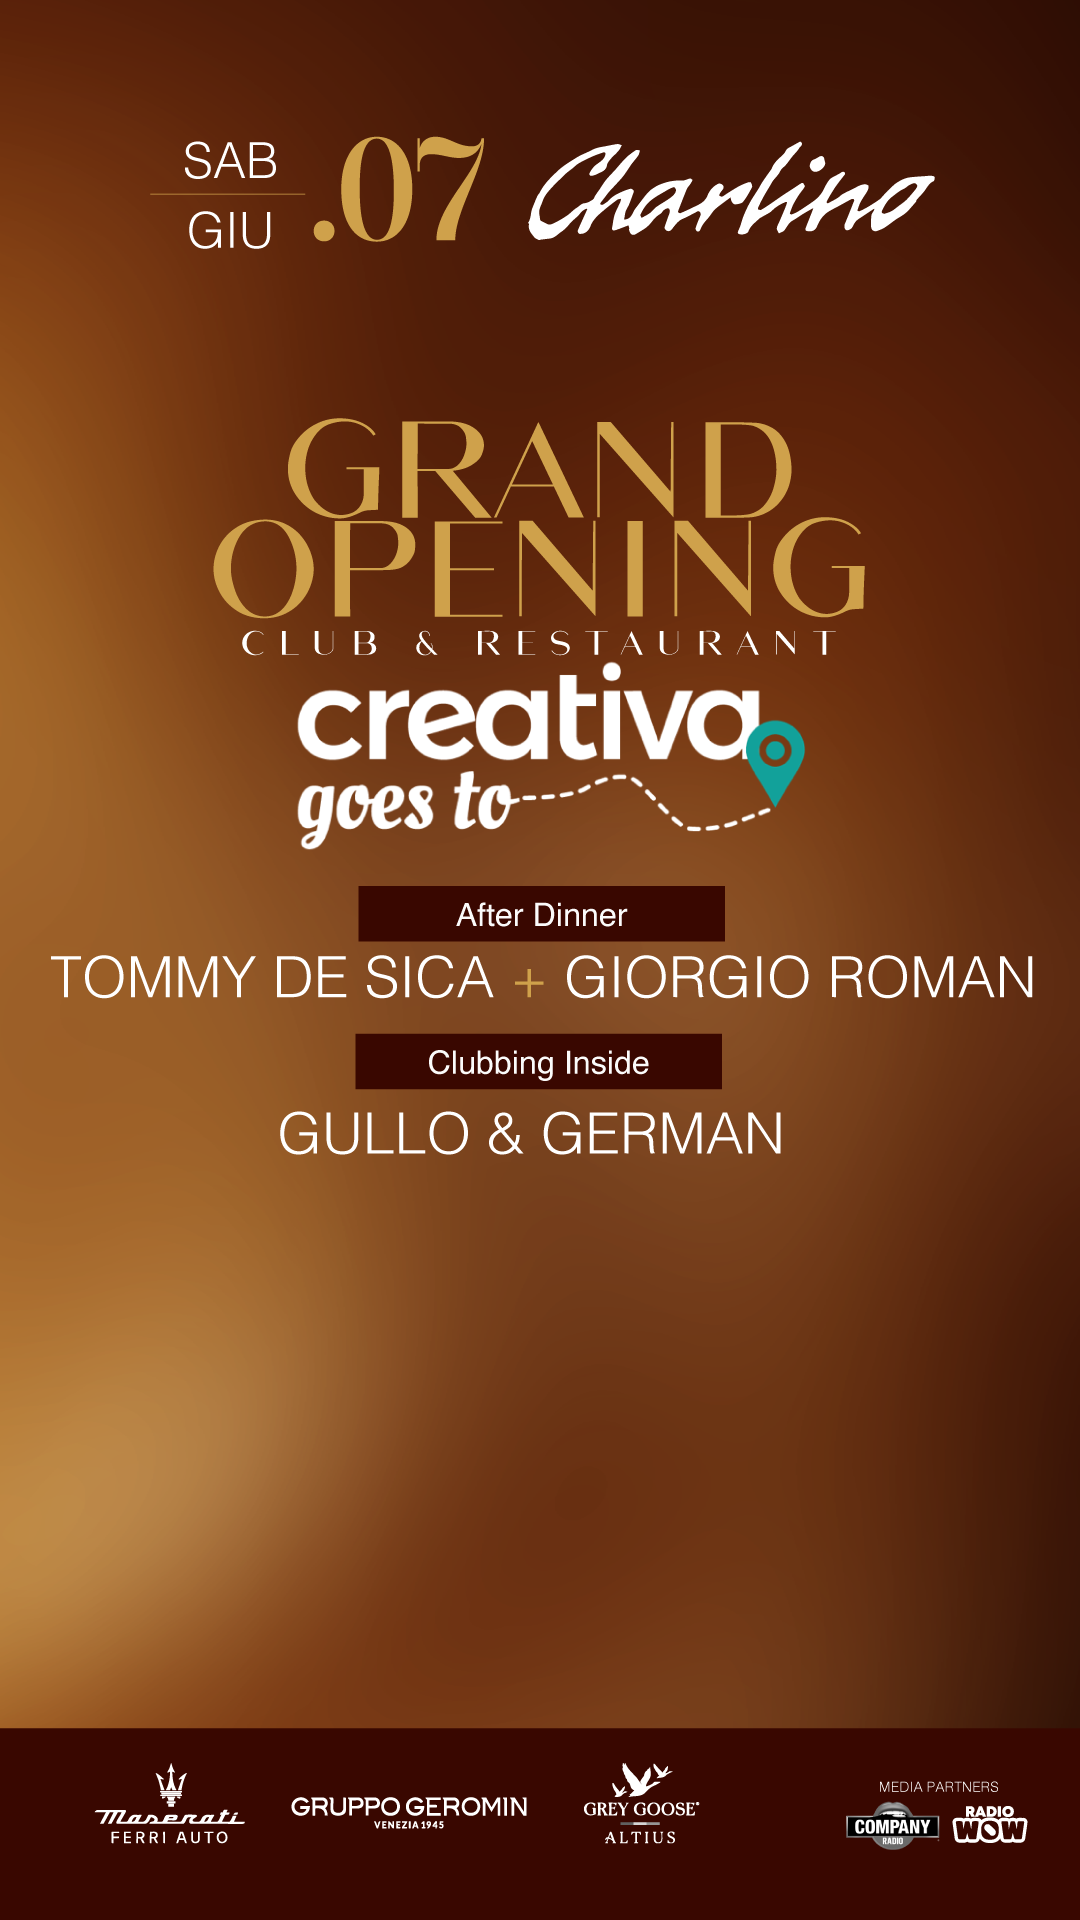 SAB
GIU
.07
Charlino
GRAND
OPENING
CLUB & RESTAURANT
creativa
goes to
After Dinner
TOMMY DE SICA + GIORGIO ROMAN
Clubbing Inside
GULLO & GERMAN
Maserati
FERRI AUTO
GRUPPO GEROMIN
VENEZIA 1945
GREY GOOSE
ALTIUS
MEDIA PARTNERS
COMPANY
RADIO
RADIO
WOW